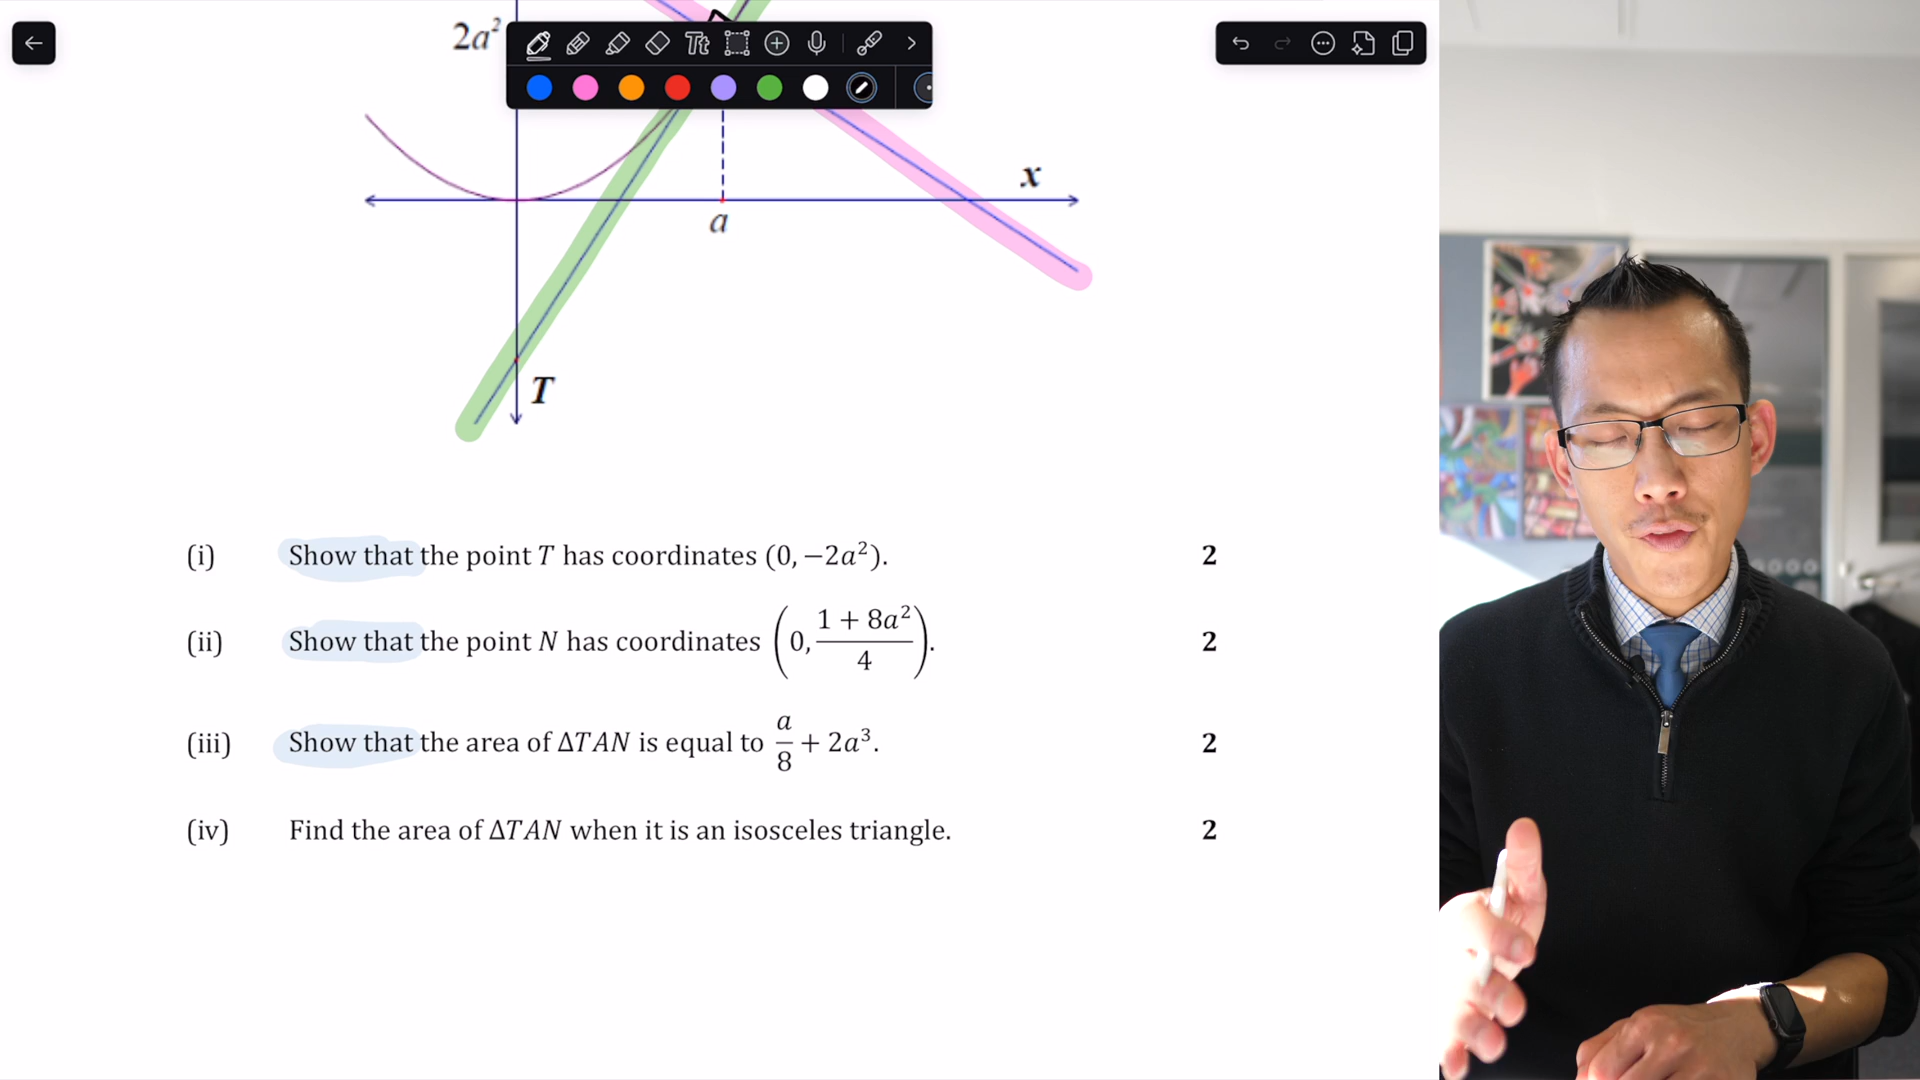 2a²
Tt
x
a
T
(i) Show that the point T has coordinates (0, −2a²). 2
(ii) Show that the point N has coordinates (0, (1 + 8a²)/4). 2
(iii) Show that the area of ΔTAN is equal to a/8 + 2a³. 2
(iv) Find the area of ΔTAN when it is an isosceles triangle. 2